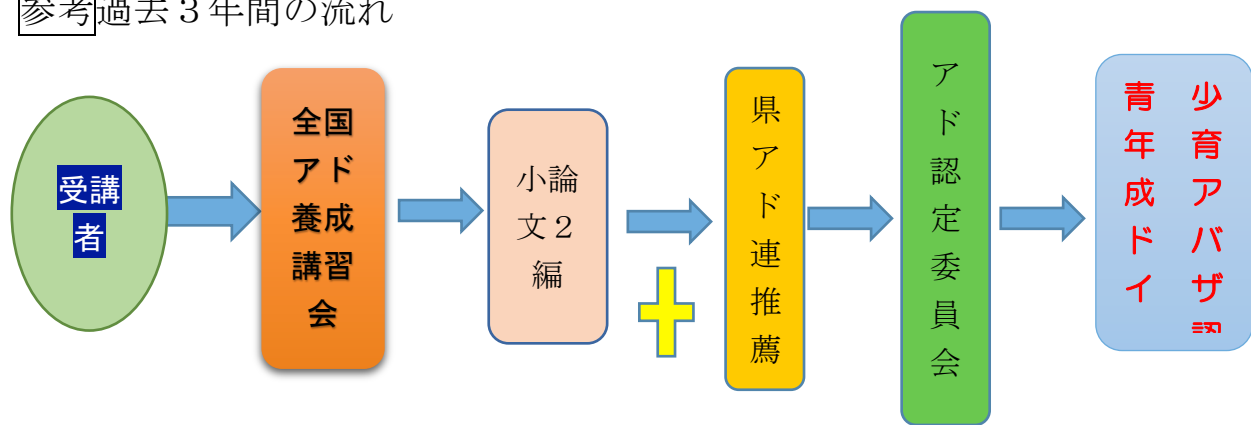 参考過去３年間の流れ
受講
者
全国
アド
養成
講習
会
小論
文２
編
県アド連推薦
アド認定委員会
青少
年育
成ア
ドバ
イザ